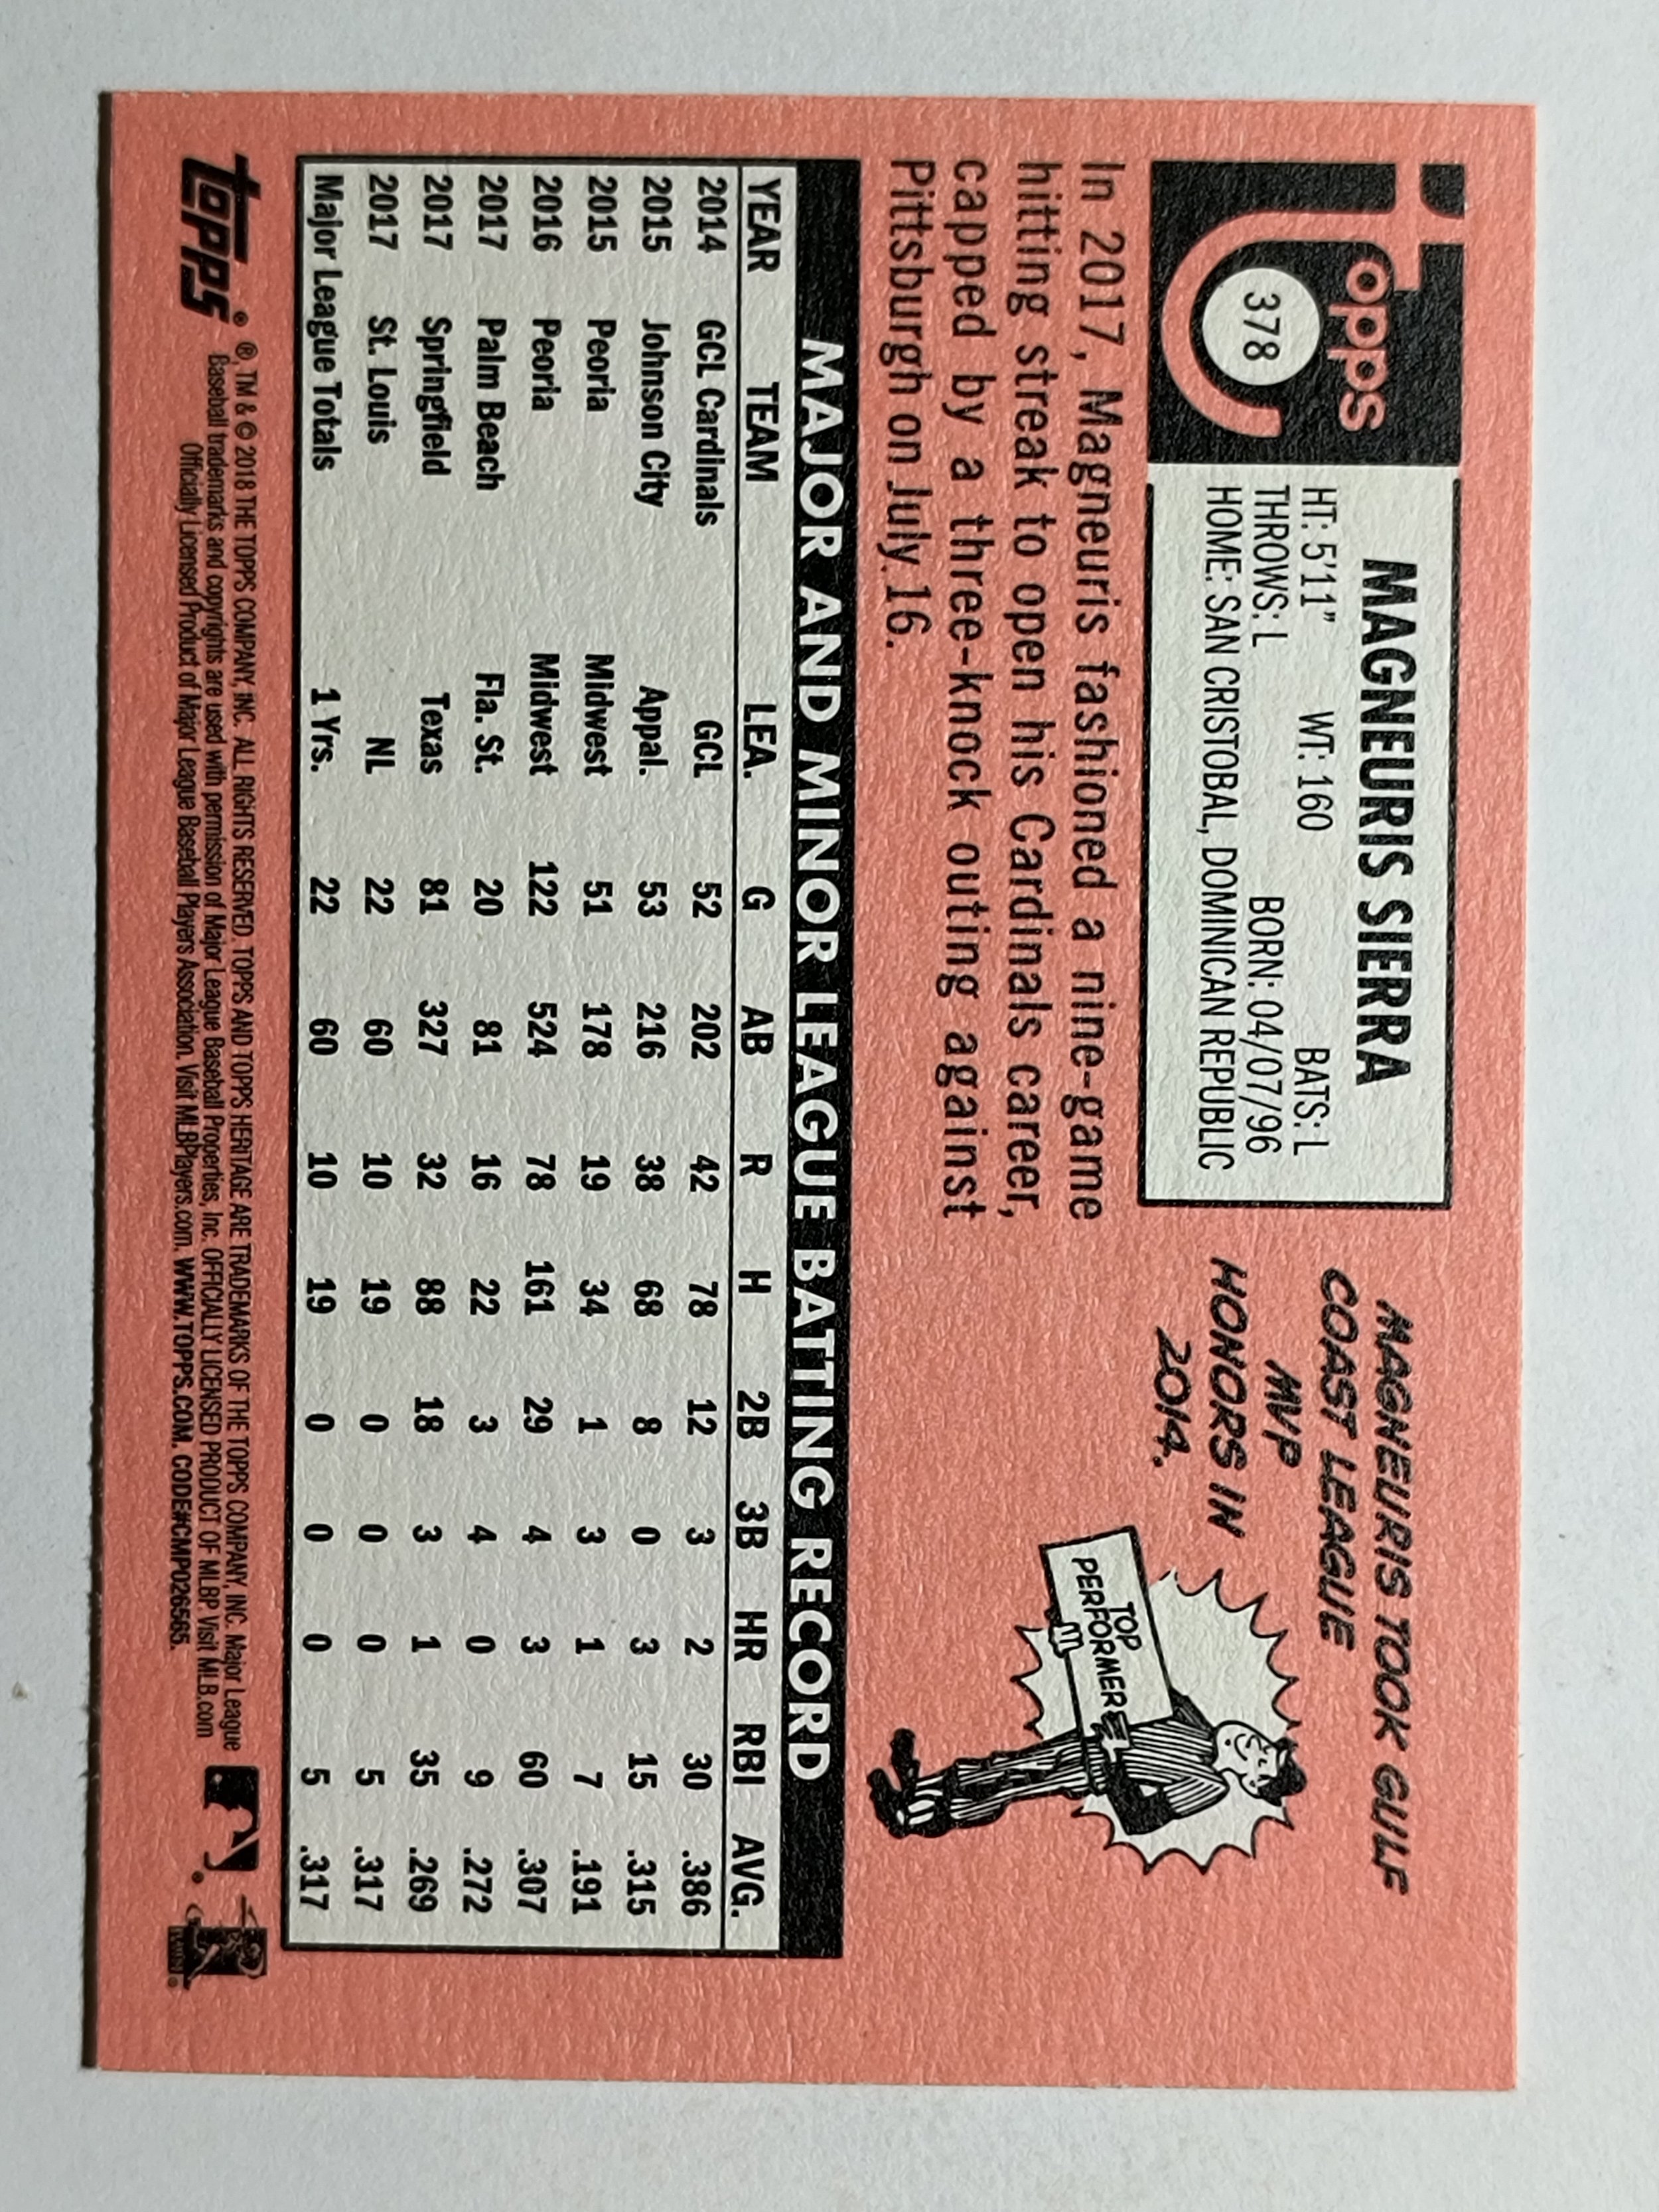 topps
378
MAGNEURIS SIERRA
HT: 5'11" WT: 160 BATS: L
THROWS: L BORN: 04/07/96
HOME: SAN CRISTOBAL, DOMINICAN REPUBLIC
In 2017, Magneuris fashioned a nine-game
hitting streak to open his Cardinals career,
capped by a three-knock outing against
Pittsburgh on July 16.
MAGNEURIS TOOK GULF
COAST LEAGUE
MVP
HONORS IN
2014.
TOP
PERFORMER
MAJOR AND MINOR LEAGUE BATTING RECORD
YEAR TEAM LEA. G AB R H 2B 3B HR RBI AVG.
2014 GCL Cardinals GCL 52 202 42 78 12 3 2 30 .386
2015 Johnson City Appal. 53 216 38 68 8 0 3 15 .315
2015 Peoria Midwest 51 178 19 34 1 3 1 7 .191
2016 Peoria Midwest 122 524 78 161 29 4 3 60 .307
2017 Palm Beach Fla. St. 20 81 16 22 3 4 0 9 .272
2017 Springfield Texas 81 327 32 88 18 3 1 35 .269
2017 St. Louis NL 22 60 10 19 0 0 0 5 .317
Major League Totals 1 Yrs. 22 60 10 19 0 0 0 5 .317
topps
®, TM & © 2018 THE TOPPS COMPANY, INC. ALL RIGHTS RESERVED. TOPPS AND TOPPS HERITAGE ARE TRADEMARKS OF THE TOPPS COMPANY, INC. Major League
Baseball trademarks and copyrights are used with permission of Major League Baseball Properties, Inc. OFFICIALLY LICENSED PRODUCT OF MLBP. Visit MLB.com
Officially Licensed Product of Major League Baseball Players Association. Visit MLBPlayers.com. WWW.TOPPS.COM. CODE#CMP026565.